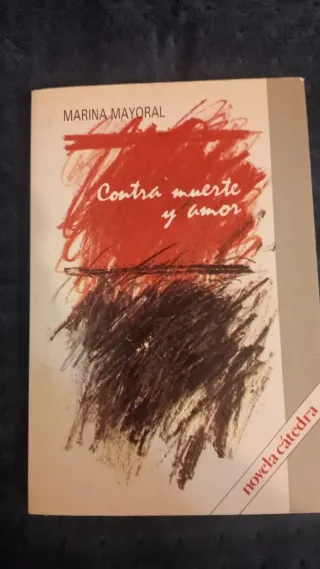 MARINA MAYORAL
Contra muerte
y amor
novela cátedra